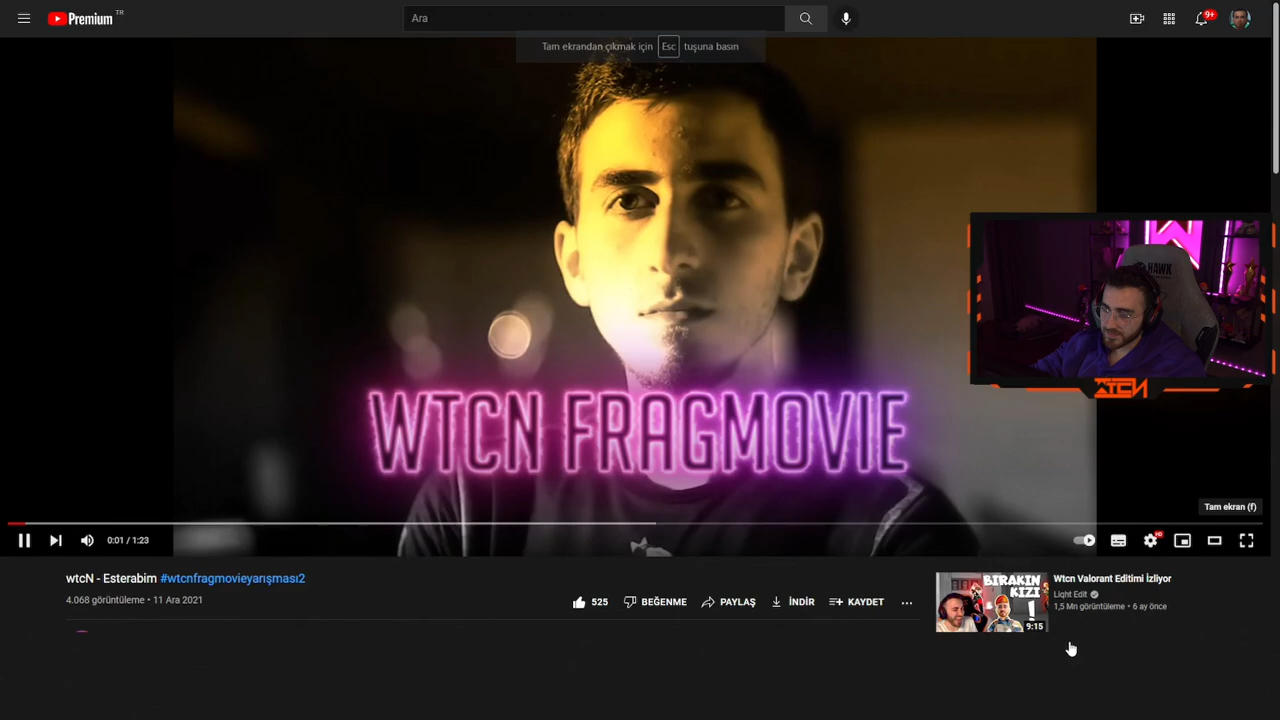 Premium TR
Ara
9+
Tam ekrandan çıkmak için Esc tuşuna basın
HAWK
WTCN FRAGMOVIE
WTCN
Tam ekran (f)
0:01 / 1:23
HD
wtcN - Esterabim #wtcnfragmovieyarışması2
4.068 görüntüleme • 11 Ara 2021
525
BEĞENME
PAYLAŞ
İNDİR
KAYDET
BIRAKIN
KIZI
!
9:15
Wtcn Valorant Editimi İzliyor
Light Edit
1,5 Mn görüntüleme • 6 ay önce